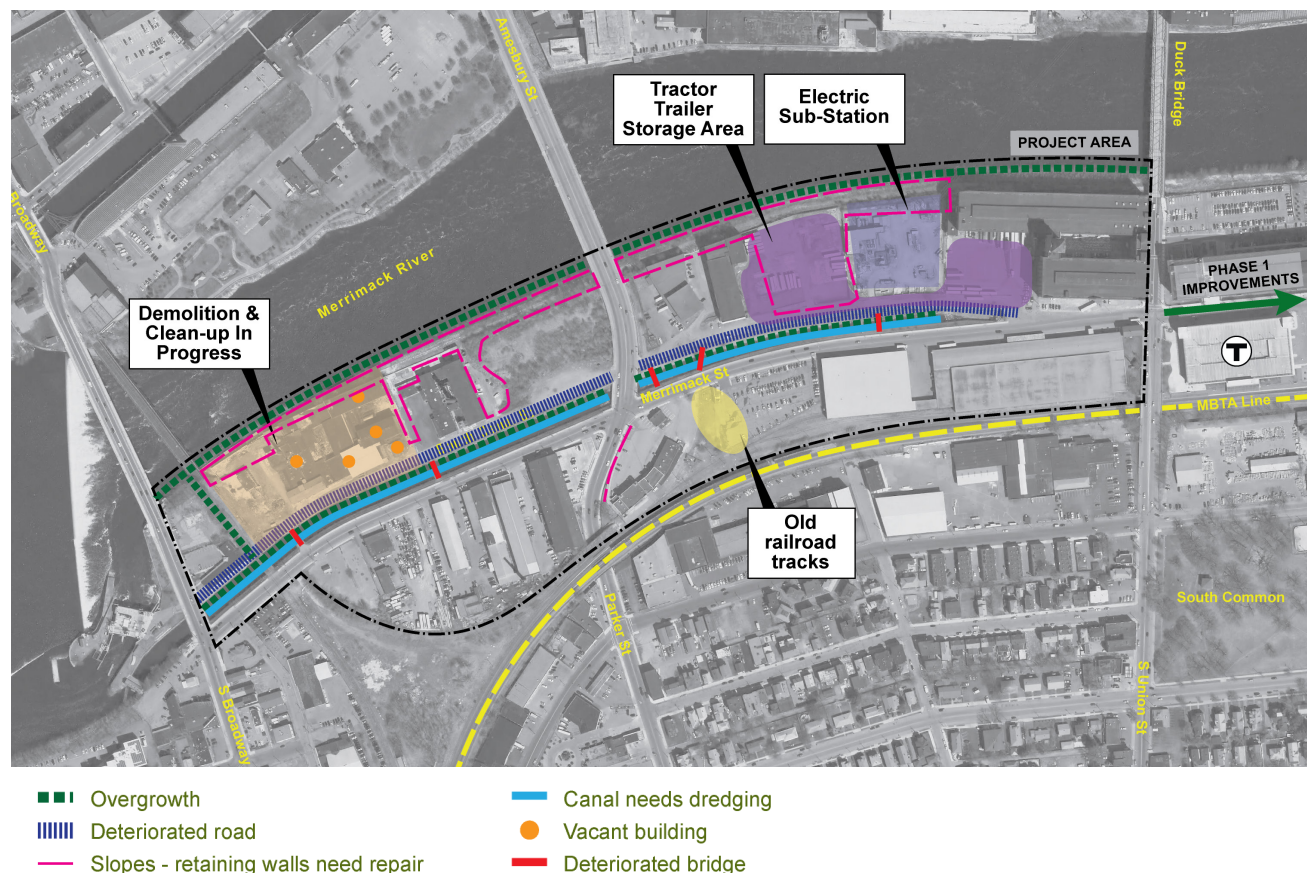 Amesbury St
Duck Bridge
Tractor
Trailer
Storage Area
Electric
Sub-Station
PROJECT AREA
Broadway
Merrimack River
PHASE 1
IMPROVEMENTS
Demolition &
Clean-up In
Progress
T
Merrimack St
MBTA Line
Old
railroad
tracks
Parker St
South Common
S Broadway
S Union St
Overgrowth
Canal needs dredging
Deteriorated road
Vacant building
Slopes - retaining walls need repair
Deteriorated bridge